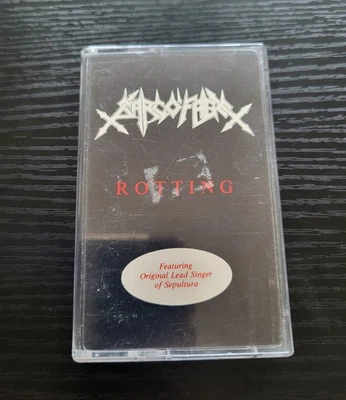 SARCOFAGO
ROTTING
Featuring
Original Lead Singer
of Sepultura